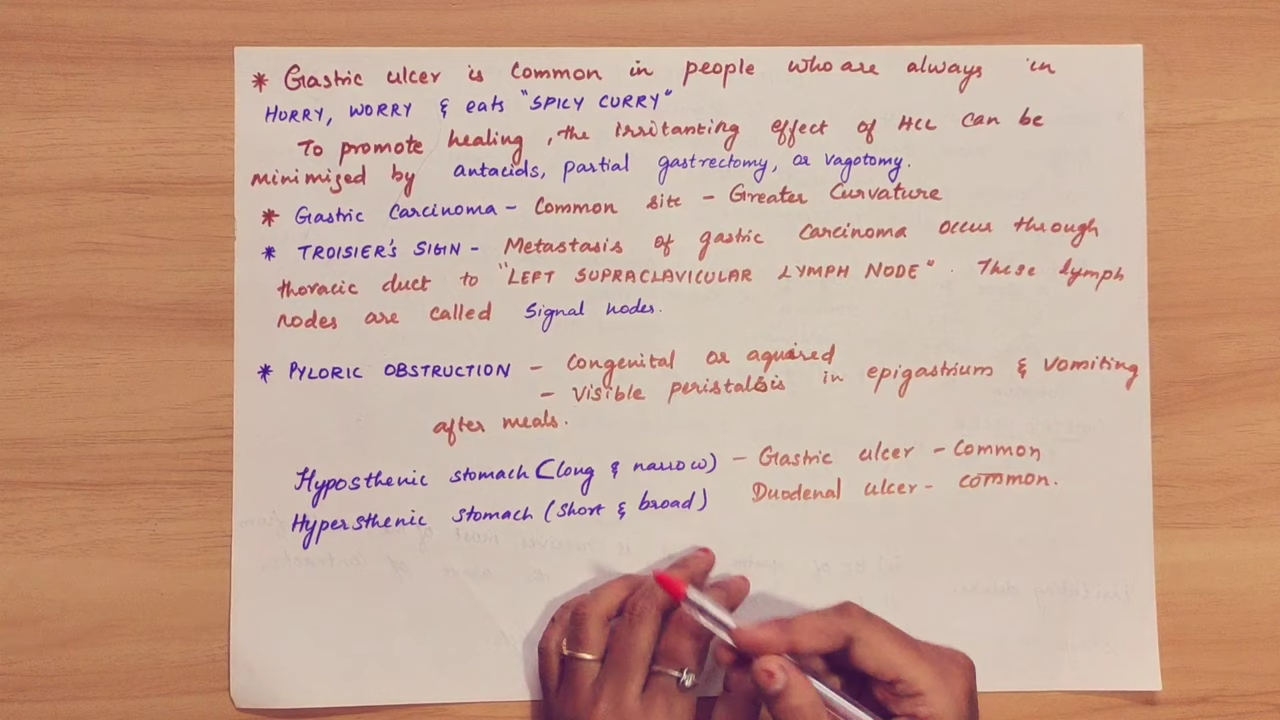 * Gastric ulcer is common in people who are always in
HURRY, WORRY & eats "SPICY CURRY"
To promote healing, the irritanting effect of HCL can be
minimized by antacids, partial gastrectomy, or vagotomy.
* Gastric Carcinoma - Common site - Greater Curvature
* TROISIER'S SIGIN - Metastasis of gastric carcinoma occur through
thoracic duct to "LEFT SUPRACLAVICULAR LYMPH NODE". These lymph
nodes are called signal nodes.
* PYLORIC OBSTRUCTION - Congenital or aquired
- Visible peristalsis in epigastrium & vomiting
after meals.
Hyposthenic stomach (long & narrow) - Gastric ulcer - Common
Hypersthenic stomach (short & broad) Duodenal ulcer - common.